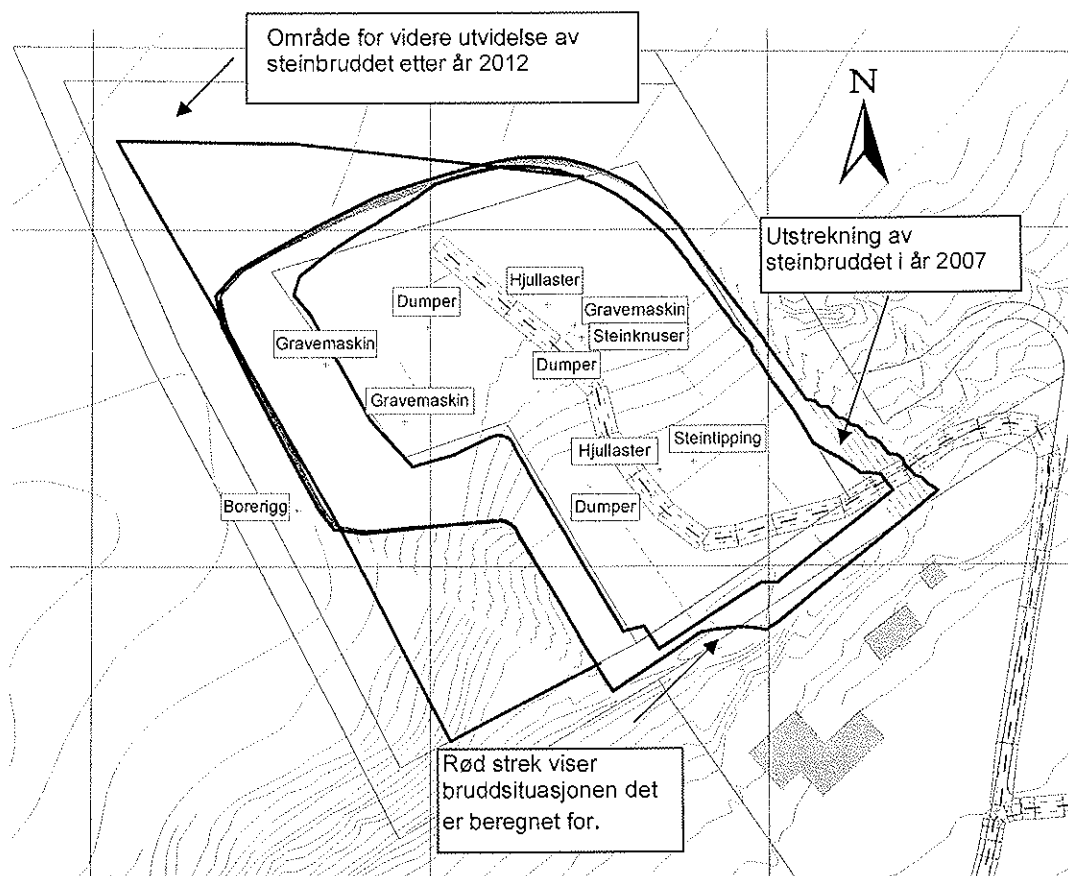 Område for videre utvidelse av
steinbruddet etter år 2012
N
Utstrekning av
steinbruddet i år 2007
Hjullaster
Dumper
Gravemaskin
Steinknuser
Gravemaskin
Dumper
Gravemaskin
Steintipping
Hjullaster
Borerigg
Dumper
Rød strek viser
bruddsituasjonen det
er beregnet for.